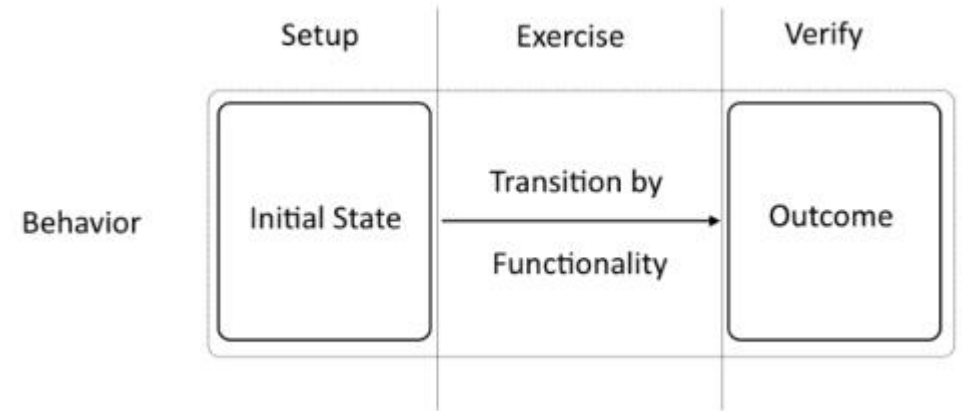 Setup Exercise Verify
Transition by
Behavior Initial State Outcome
Functionality